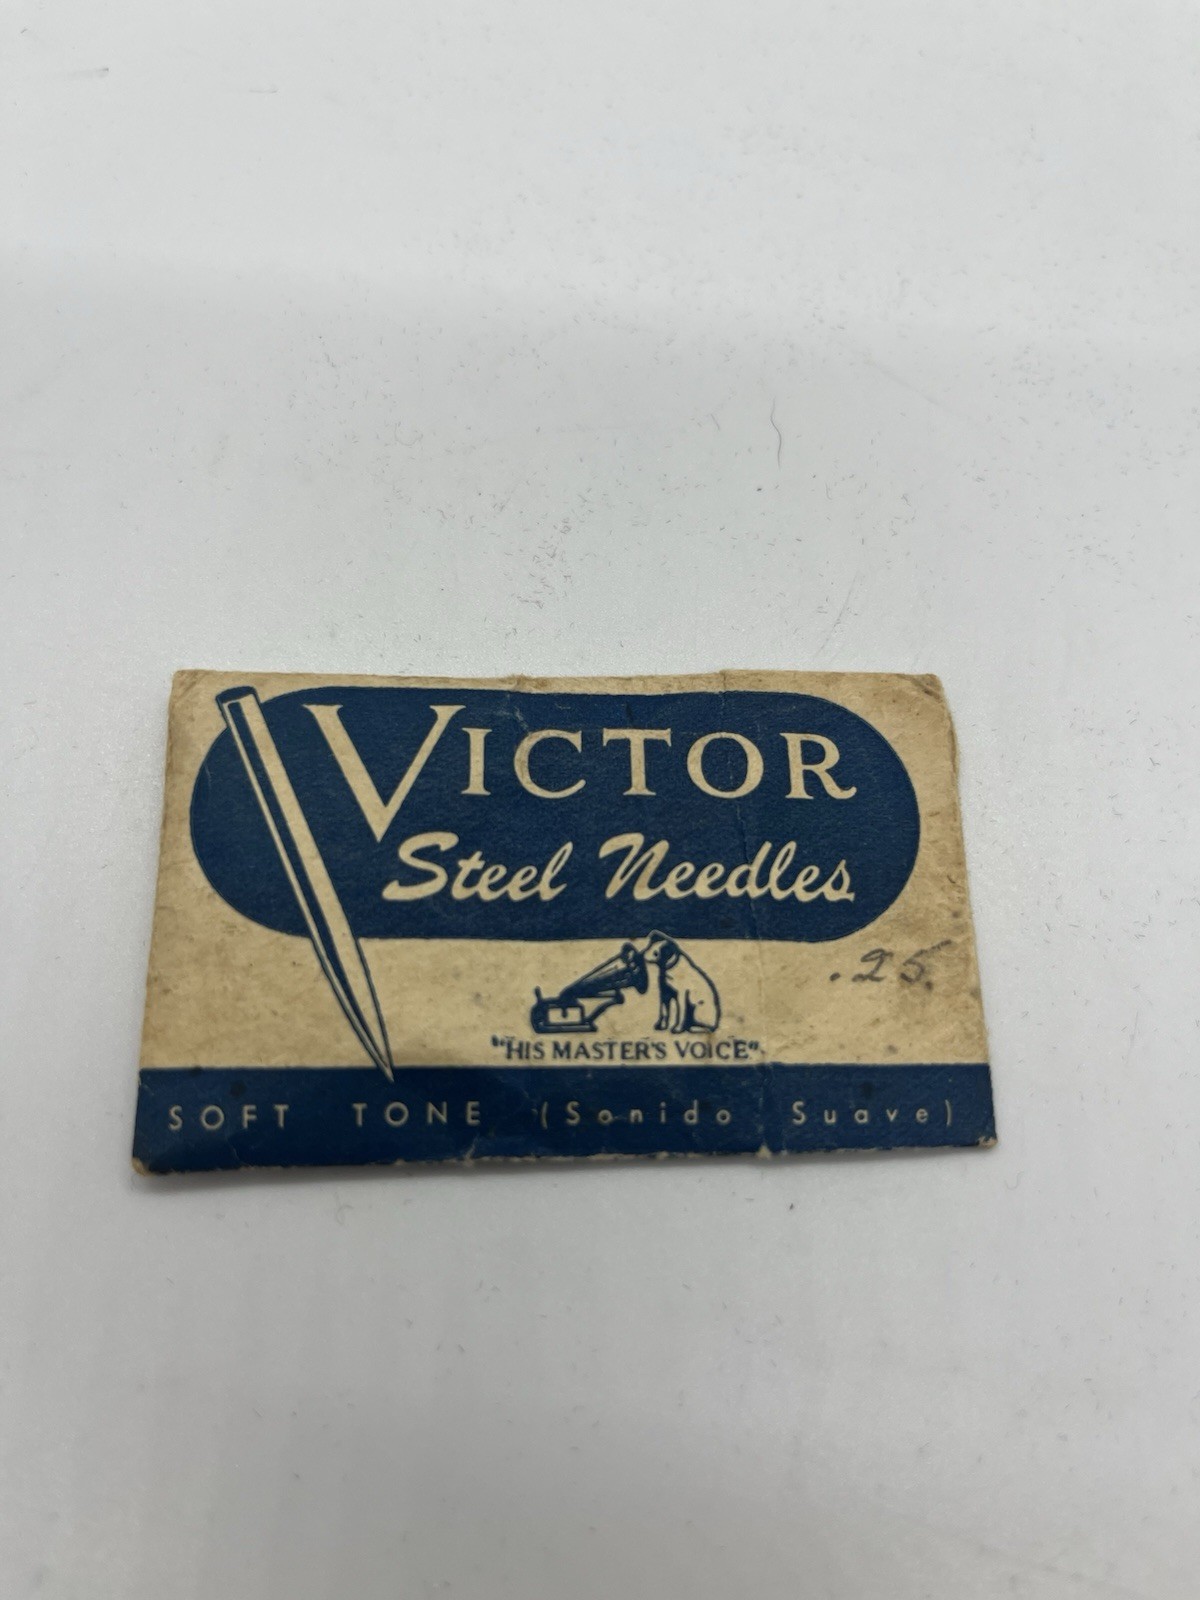 VICTOR
Steel Needles
.25
"HIS MASTER'S VOICE"
SOFT TONE (Sonido Suave)